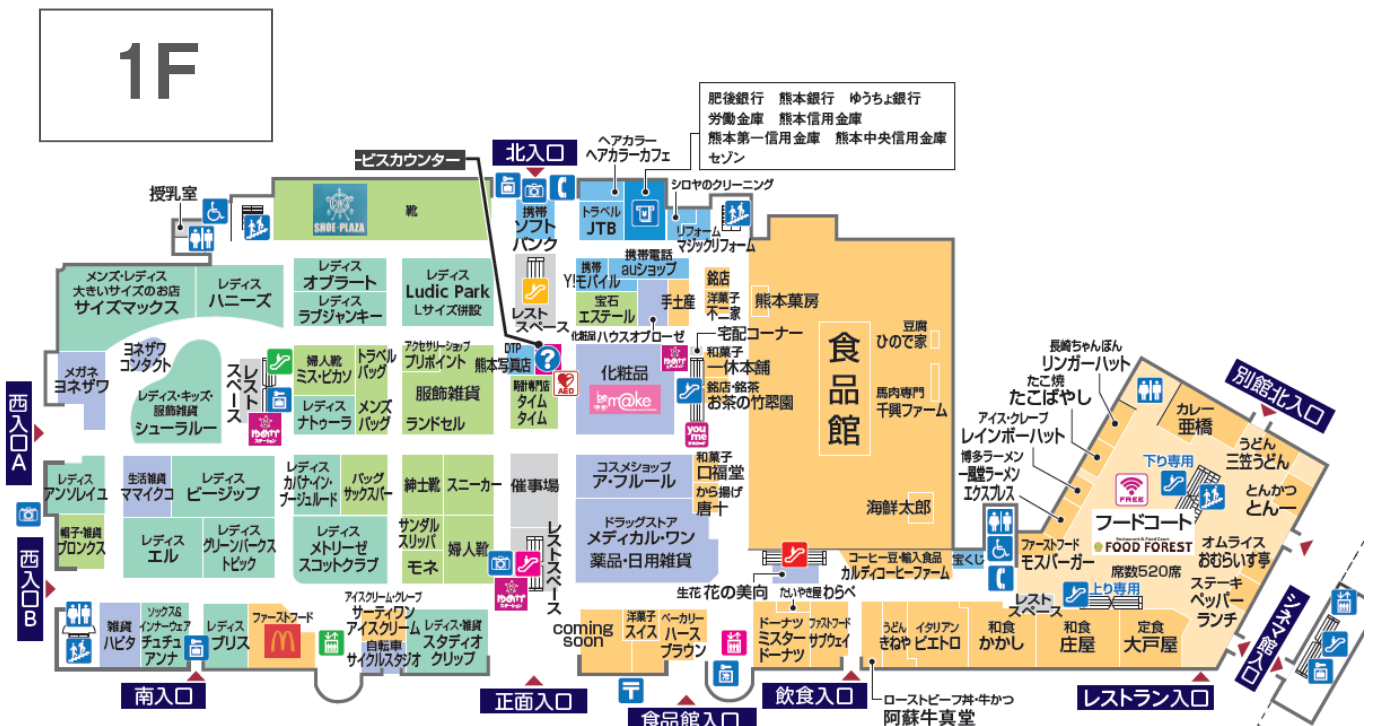 1F
肥後銀行 熊本銀行 ゆうちょ銀行
労働金庫 熊本信用金庫
熊本第一信用金庫 熊本中央信用金庫
セゾン
ービスカウンター
北入口
ヘアカラー
ヘアカラーカフェ
シロヤのクリーニング
授乳室
SHOE・PLAZA
靴
携帯
ソフト
バンク
トラベル
JTB
リフォーム
マジックリフォーム
メンズ・レディス
大きいサイズのお店
サイズマックス
レディス
ハニーズ
レディス
オブラート
レディス
ラブジャンキー
レディス
Ludic Park
Lサイズ併設
レスト
スペース
携帯
Y!モバイル
携帯電話
auショップ
宝石
エステール
手土産
銘店
洋菓子
不二家
熊本菓房
化粧品 ハウスオブローゼ
宅配コーナー
食品館
豆腐
ひので家
馬肉専門
千興ファーム
海鮮太郎
ヨネザワ
コンタクト
メガネ
ヨネザワ
レディス・キッズ・
服飾雑貨
シューラルー
レスト
スペース
ゆめか
ステーション
婦人靴
ミス・ピカソ
トラベル
バッグ
レディス
ナトゥーラ
メンズ
バッグ
アクセサリーショップ
プリポイント
服飾雑貨
ランドセル
DTP
熊本写真店
?
AED
時計専門店
タイム
タイム
化粧品
be m@ke
和菓子
一休本舗
銘店・銘茶
お茶の竹翠園
you me
西入口A
西入口B
レディス
アンソレイユ
帽子・雑貨
ブロンクス
生活雑貨
ママイクコ
レディス
ビージップ
レディス
エル
レディス
グリーンパークス
トピック
レディス
カバナイン・
ブージュルード
バッグ
サックスバー
レディス
メトリーゼ
スコットクラブ
紳士靴
スニーカー
サンダル
スリッパ
モネ
婦人靴
催事場
レストスペース
ゆめか
ステーション
コスメショップ
ア・フルール
和菓子
口福堂
から揚げ
唐十
ドラッグストア
メディカル・ワン
薬品・日用雑貨
生花 花の美向
たいやき屋 わらべ
コーヒー豆・輸入食品
カルディコーヒーファーム
宝くじ
長崎ちゃんぽん
リンガーハット
たこ焼
たこばやし
アイス・クレープ
レインボーハット
博多ラーメン
一風堂ラーメン
エクスプレス
カレー
亜橋
うどん
三笠うどん
とんかつ
とん一
オムライス
おむらいす亭
ステーキ
ペッパー
ランチ
下り専用
FREE
フードコート
Restaurant & Food Court
FOOD FOREST
席数520席
上り専用
ファーストフード
モスバーガー
レスト
スペース
別館北入口
シネマ館入口
雑貨
ハピタ
ソックス&
インナーウェア
チュチュ
アンナ
レディス
ブリス
ファーストフード
アイスクリーム・クレープ
サーティワン
アイスクリーム
自転車
サイクルスタジオ
レディス・雑貨
スタディオ
クリップ
coming
soon
洋菓子
スイス
ベーカリー
ハース
ブラウン
ドーナツ
ミスター
ドーナツ
ファストフード
サブウェイ
うどん
きねや
イタリアン
ピエトロ
和食
かかし
和食
庄屋
定食
大戸屋
ローストビーフ丼・牛かつ
阿蘇牛真堂
南入口
正面入口
食品館入口
飲食入口
レストラン入口